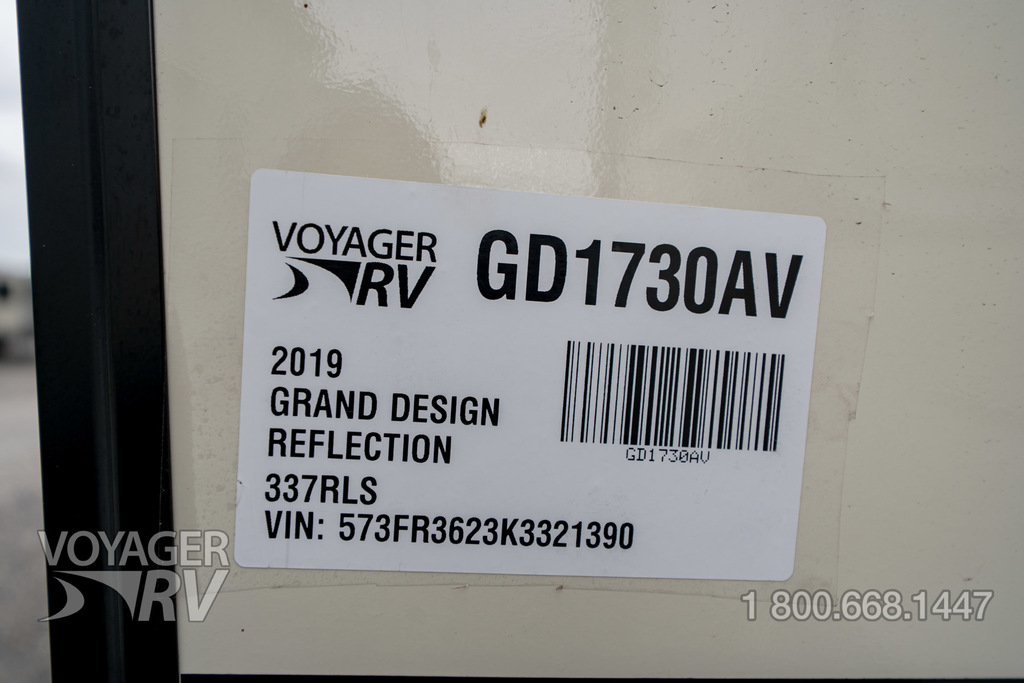 VOYAGER
RV
GD1730AV
2019
GRAND DESIGN
REFLECTION
337RLS
VIN: 573FR3623K3321390
GD1730AV
VOYAGER
RV
1 800.668.1447